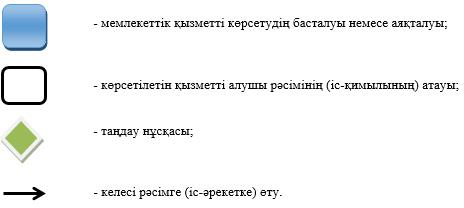 - мемлекеттік қызметті көрсетудің басталуы немесе аяқталуы;
- көрсетілетін қызметті алушы рәсімінің (іс-қимылының) атауы;
- таңдау нұсқасы;
- келесі рәсімге (іс-әрекетке) өту.